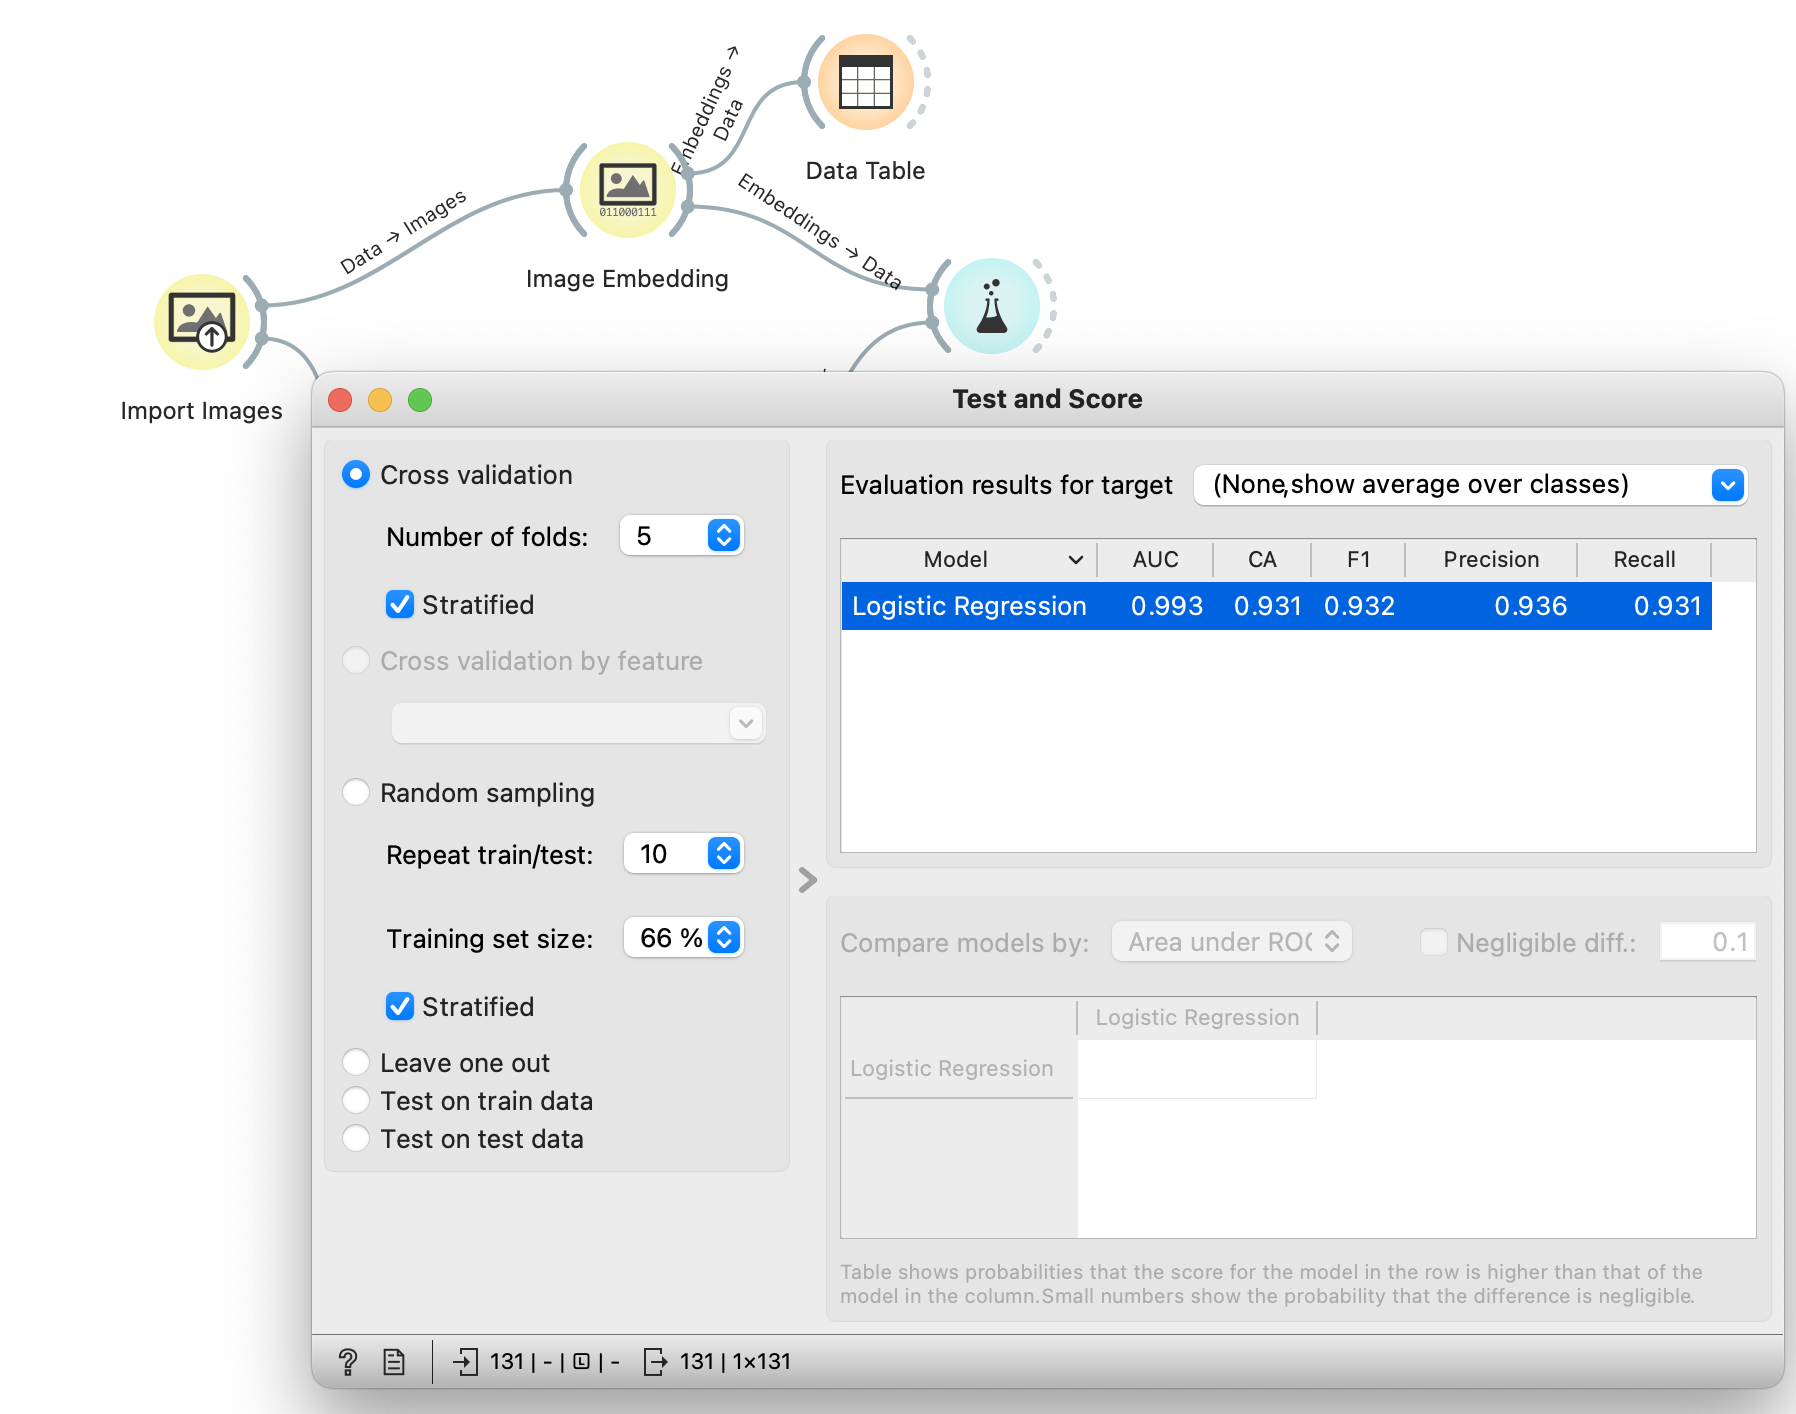 Embeddings →
Data
Data Table
Data → Images
011000111
Embeddings → Data
Image Embedding
Import Images
Test and Score
Cross validation
Number of folds: 5
Stratified
Cross validation by feature
Random sampling
Repeat train/test: 10
Training set size: 66 %
Stratified
Leave one out
Test on train data
Test on test data
Evaluation results for target (None,show average over classes)
Model AUC CA F1 Precision Recall
Logistic Regression 0.993 0.931 0.932 0.936 0.931
Compare models by: Area under ROC Negligible diff.: 0.1
Logistic Regression
Logistic Regression
Table shows probabilities that the score for the model in the row is higher than that of the
model in the column.Small numbers show the probability that the difference is negligible.
? 131 | - | L | - 131 | 1×131